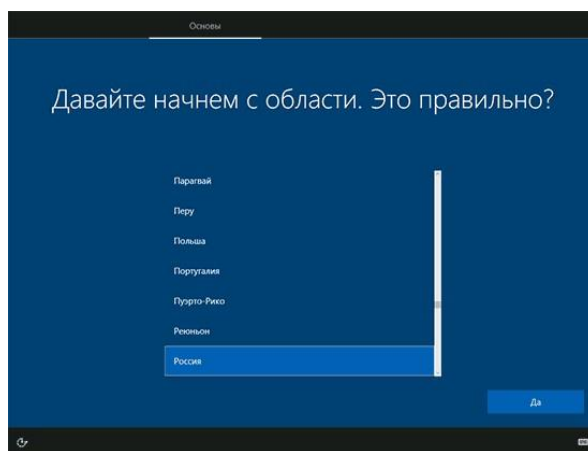 Основы
Давайте начнем с области. Это правильно?
Парагвай
Перу
Польша
Португалия
Пуэрто-Рико
Реюньон
Россия
Да